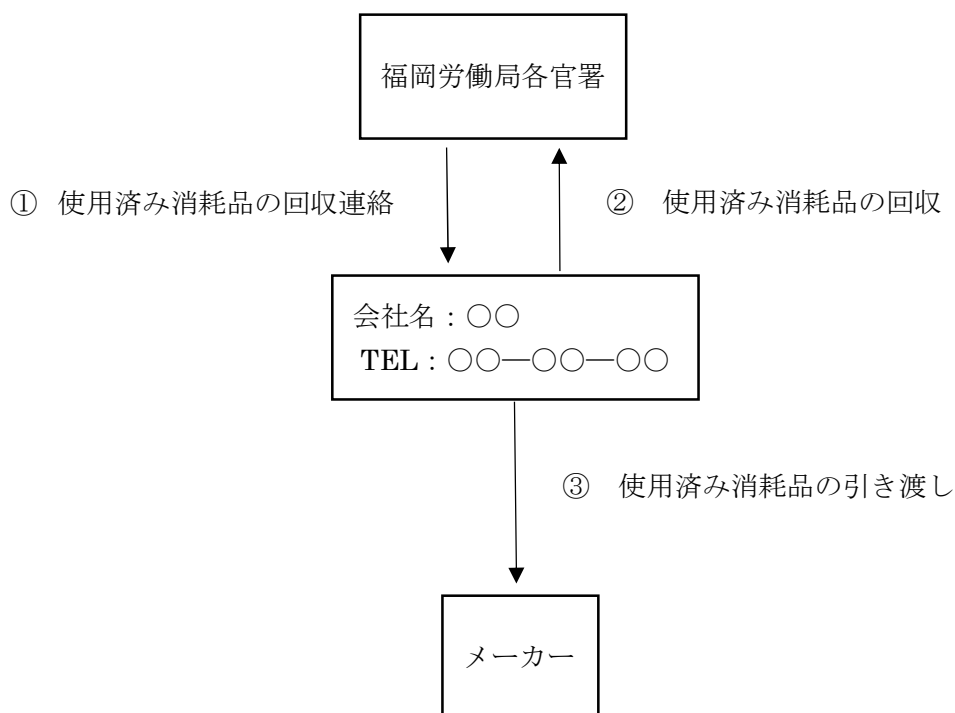 福岡労働局各官署
① 使用済み消耗品の回収連絡
② 使用済み消耗品の回収
会社名：○○
TEL：○○―○○―○○
③ 使用済み消耗品の引き渡し
メーカー